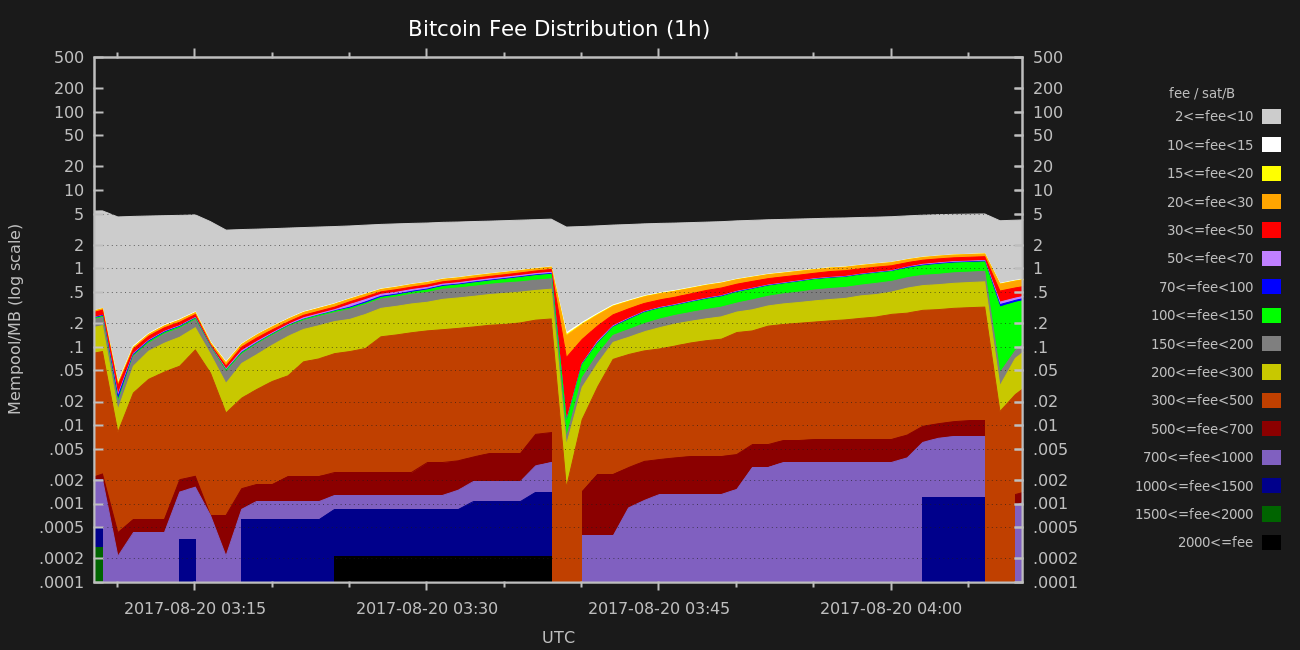 Bitcoin Fee Distribution (1h)
500
200
100
50
20
10
5
2
1
.5
.2
.1
.05
.02
.01
.005
.002
.001
.0005
.0002
.0001
Mempool/MB (log scale)
500
200
100
50
20
10
5
2
1
.5
.2
.1
.05
.02
.01
.005
.002
.001
.0005
.0002
.0001
2017-08-20 03:15 2017-08-20 03:30 2017-08-20 03:45 2017-08-20 04:00
UTC
fee / sat/B
2<=fee<10
10<=fee<15
15<=fee<20
20<=fee<30
30<=fee<50
50<=fee<70
70<=fee<100
100<=fee<150
150<=fee<200
200<=fee<300
300<=fee<500
500<=fee<700
700<=fee<1000
1000<=fee<1500
1500<=fee<2000
2000<=fee